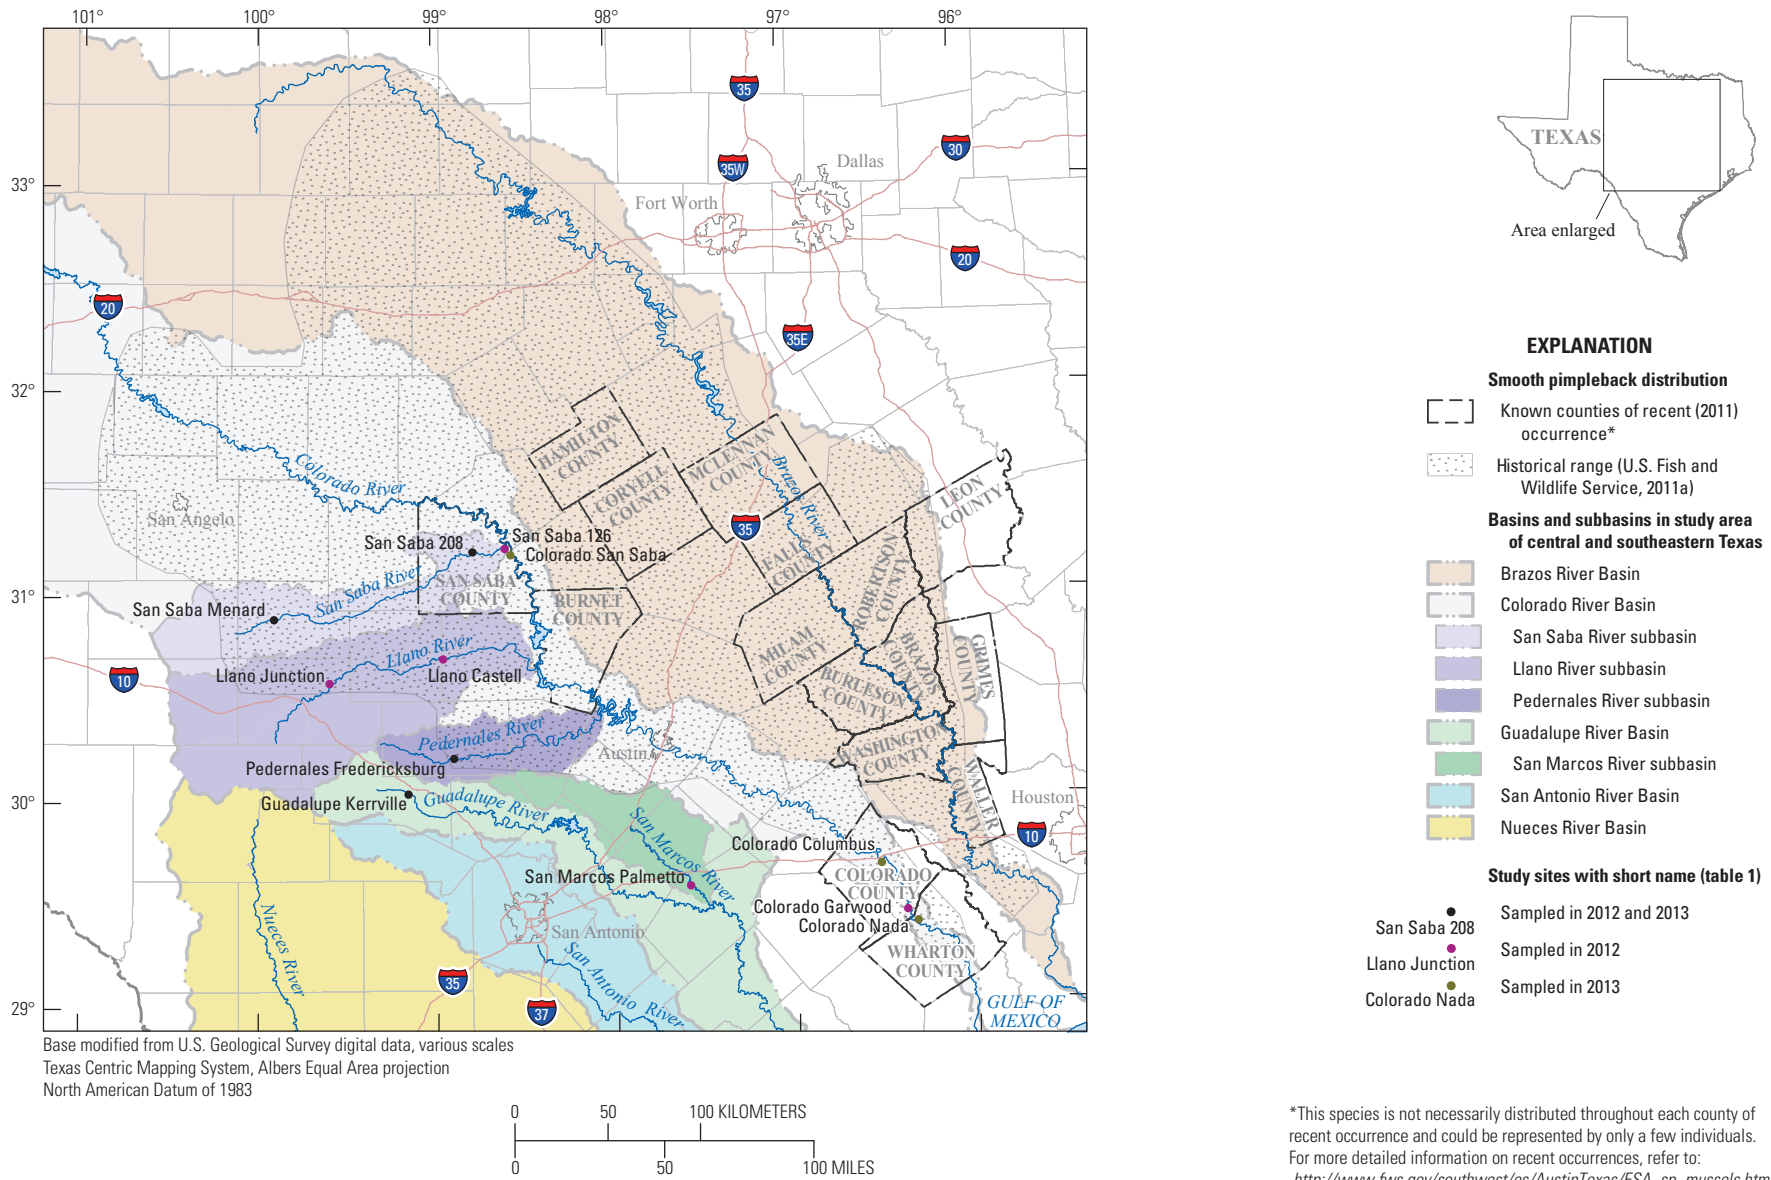 101°
100°
99°
98°
97°
96°
33°
32°
31°
30°
29°
35
35W
30
Dallas
Fort Worth
20
20
35E
HAMILTON
COUNTY
CORYELL
COUNTY
MCLENNAN
COUNTY
Brazos River
LEON
COUNTY
Colorado River
San Angelo
35
San Saba 208
San Saba 126
Colorado San Saba
FALLS
COUNTY
ROBERTSON
COUNTY
San Saba River
SAN SABA
COUNTY
BURNET
COUNTY
San Saba Menard
MILAM
COUNTY
BRAZOS
COUNTY
GRIMES
COUNTY
Llano River
10
Llano Junction
Llano Castell
BURLESON
COUNTY
Pedernales River
Austin
WASHINGTON
COUNTY
WALLER
COUNTY
Pedernales Fredericksburg
Guadalupe Kerrville
Guadalupe River
San Marcos River
Houston
10
Colorado Columbus
San Marcos Palmetto
COLORADO
COUNTY
Colorado Garwood
Colorado Nada
Nueces River
San Antonio
San Antonio River
WHARTON
COUNTY
35
37
GULF OF
MEXICO
Base modified from U.S. Geological Survey digital data, various scales
Texas Centric Mapping System, Albers Equal Area projection
North American Datum of 1983
0 50 100 KILOMETERS
0 50 100 MILES
TEXAS
Area enlarged
EXPLANATION
Smooth pimpleback distribution
Known counties of recent (2011)
occurrence*
Historical range (U.S. Fish and
Wildlife Service, 2011a)
Basins and subbasins in study area
of central and southeastern Texas
Brazos River Basin
Colorado River Basin
San Saba River subbasin
Llano River subbasin
Pedernales River subbasin
Guadalupe River Basin
San Marcos River subbasin
San Antonio River Basin
Nueces River Basin
Study sites with short name (table 1)
San Saba 208 Sampled in 2012 and 2013
Llano Junction Sampled in 2012
Colorado Nada Sampled in 2013
*This species is not necessarily distributed throughout each county of
recent occurrence and could be represented by only a few individuals.
For more detailed information on recent occurrences, refer to:
http://www.fws.gov/southwest/es/AustinTexas/ESA_sp_mussels.htm